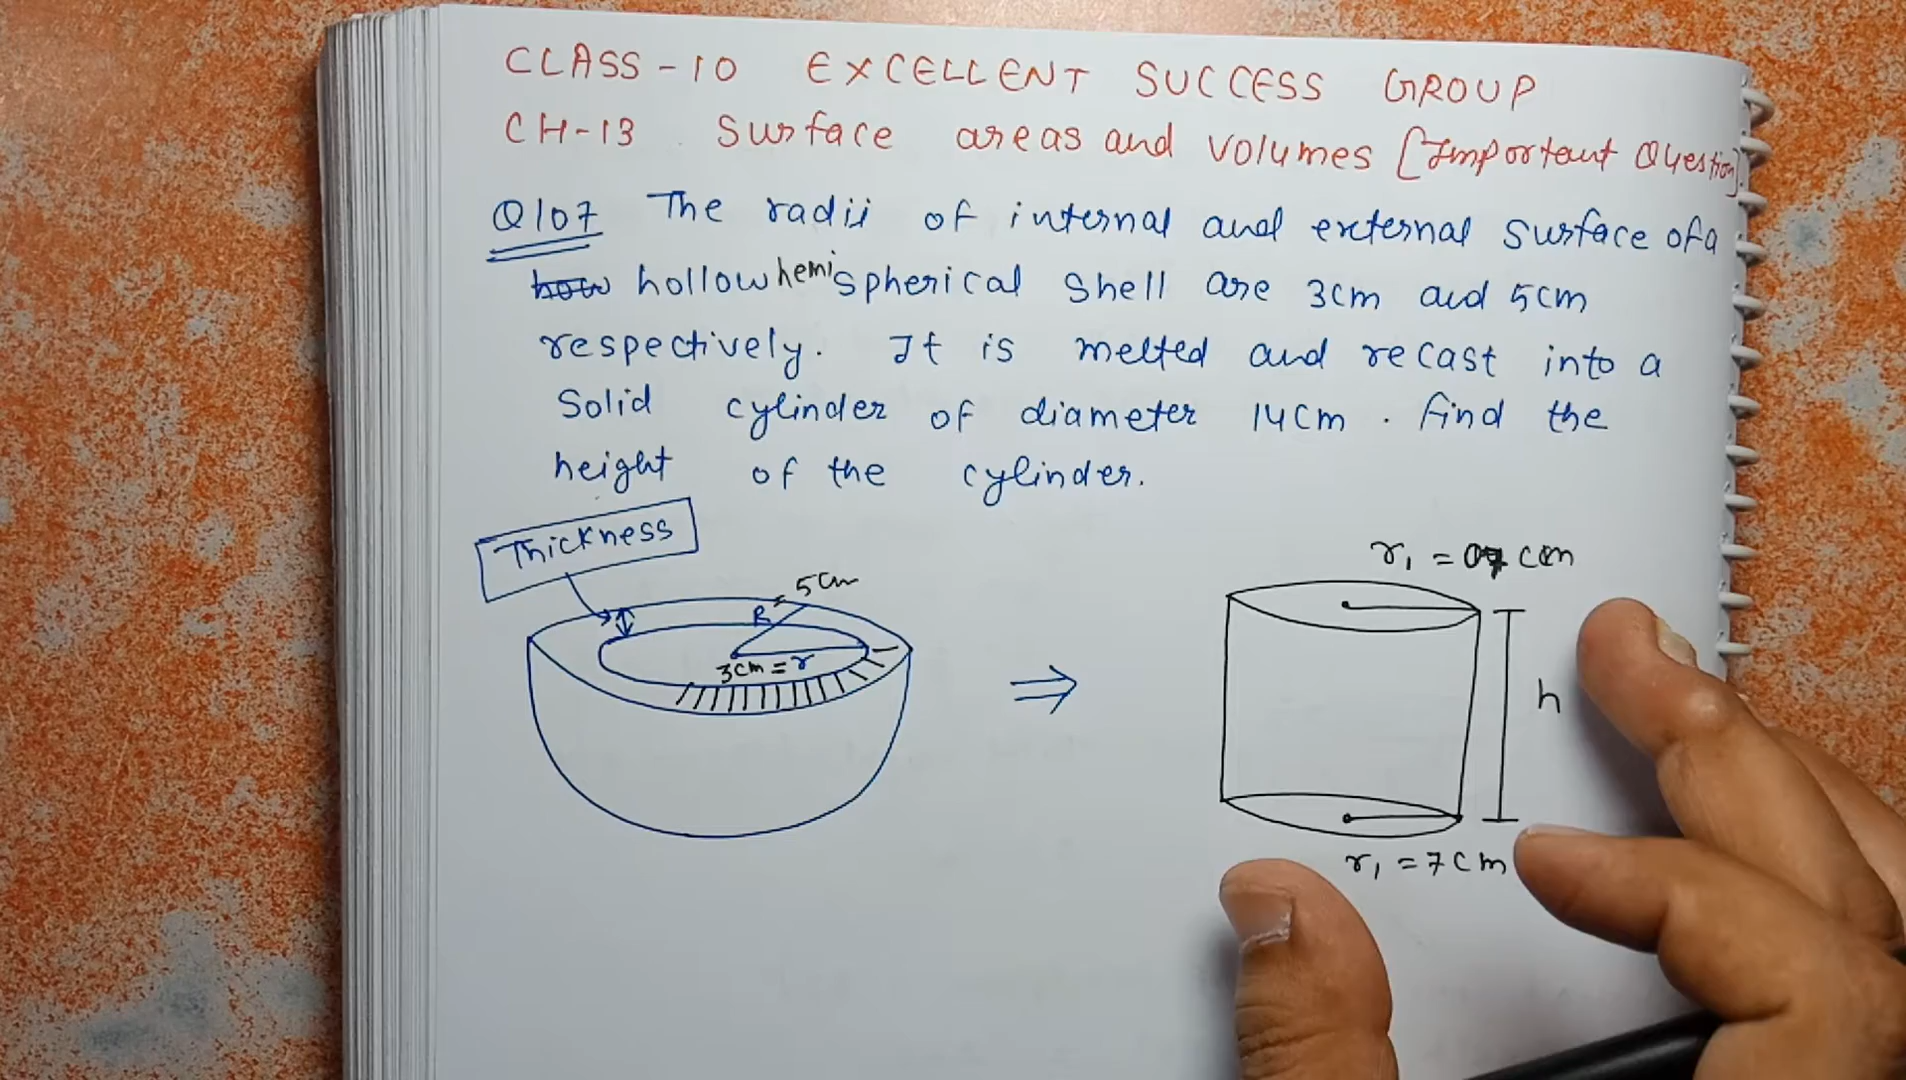 CLASS-10 EXCELLENT SUCCESS GROUP
CH-13. Surface areas and volumes [Important Question].
Q107 The radii of internal and external surface of a
how hollow hemispherical shell are 3cm and 5cm
respectively. It is melted and recast into a
Solid cylinder of diameter 14cm. find the
height of the cylinder.
Thickness
R = 5cm
3cm = r
⇒
r₁ = 7 cm
h
r₁ = 7cm